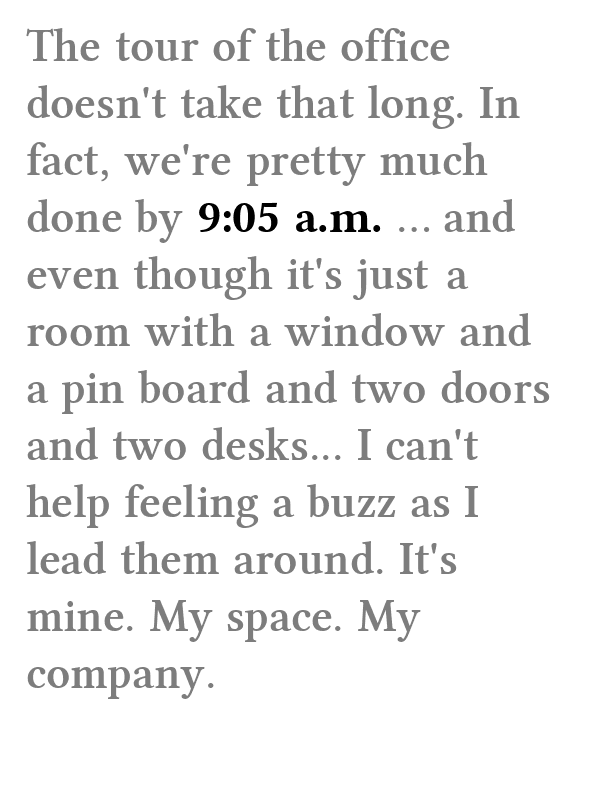 The tour of the office
doesn't take that long. In
fact, we're pretty much
done by 9:05 a.m. ... and
even though it's just a
room with a window and
a pin board and two doors
and two desks... I can't
help feeling a buzz as I
lead them around. It's
mine. My space. My
company.